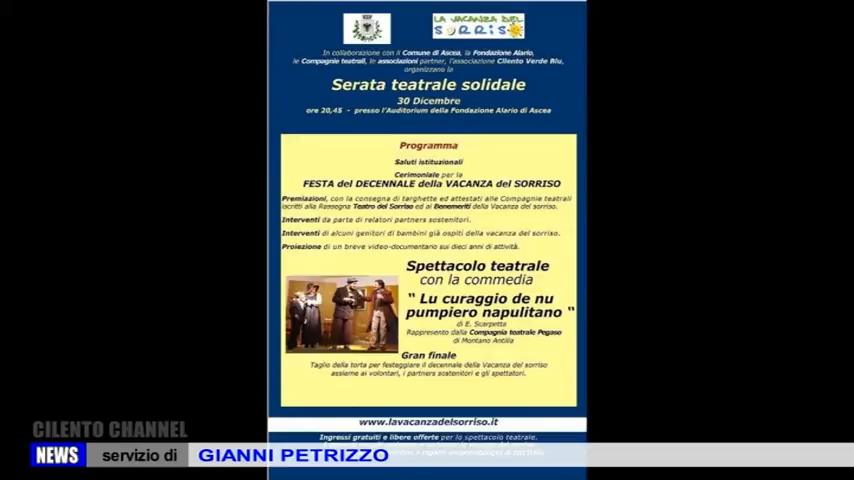 LA VACANZA DEL
SORRISO
In collaborazione con il Comune di Ascea, la Fondazione Alario,
le Compagnie teatrali, le associazioni partner, l'associazione Cilento Verde Blu,
organizzano la
Serata teatrale solidale
30 Dicembre
ore 20,45 - presso l'Auditorium della Fondazione Alario di Ascea
Programma
Saluti istituzionali
Cerimoniale per la
FESTA del DECENNALE della VACANZA del SORRISO
Premiazioni, con la consegna di targhette ed attestati alle Compagnie teatrali
iscritti alla Rassegna Teatro del Sorriso ed ai Benemeriti della Vacanza del sorriso.
Interventi da parte di relatori partners sostenitori.
Interventi di alcuni genitori di bambini già ospiti della vacanza del sorriso.
Proiezione di un breve video-documentario sui dieci anni di attività.
Spettacolo teatrale
con la commedia
" Lu curaggio de nu
pumpiero napulitano "
di E. Scarpetta
Rappresento dalla Compagnia teatrale Pegaso
di Montano Antilia
Gran finale
Taglio della torta per festeggiare il decennale della Vacanza del sorriso
assieme ai volontari, i partners sostenitori e gli spettatori.
www.lavacanzadelsorriso.it
Ingressi gratuiti e libere offerte per lo spettacolo teatrale.
CILENTO CHANNEL
NEWS servizio di GIANNI PETRIZZO